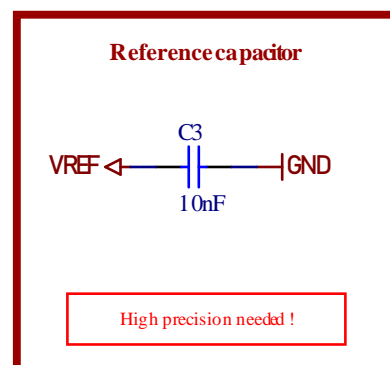 Reference capacitor
C3
VREF GND
10nF
High precision needed !